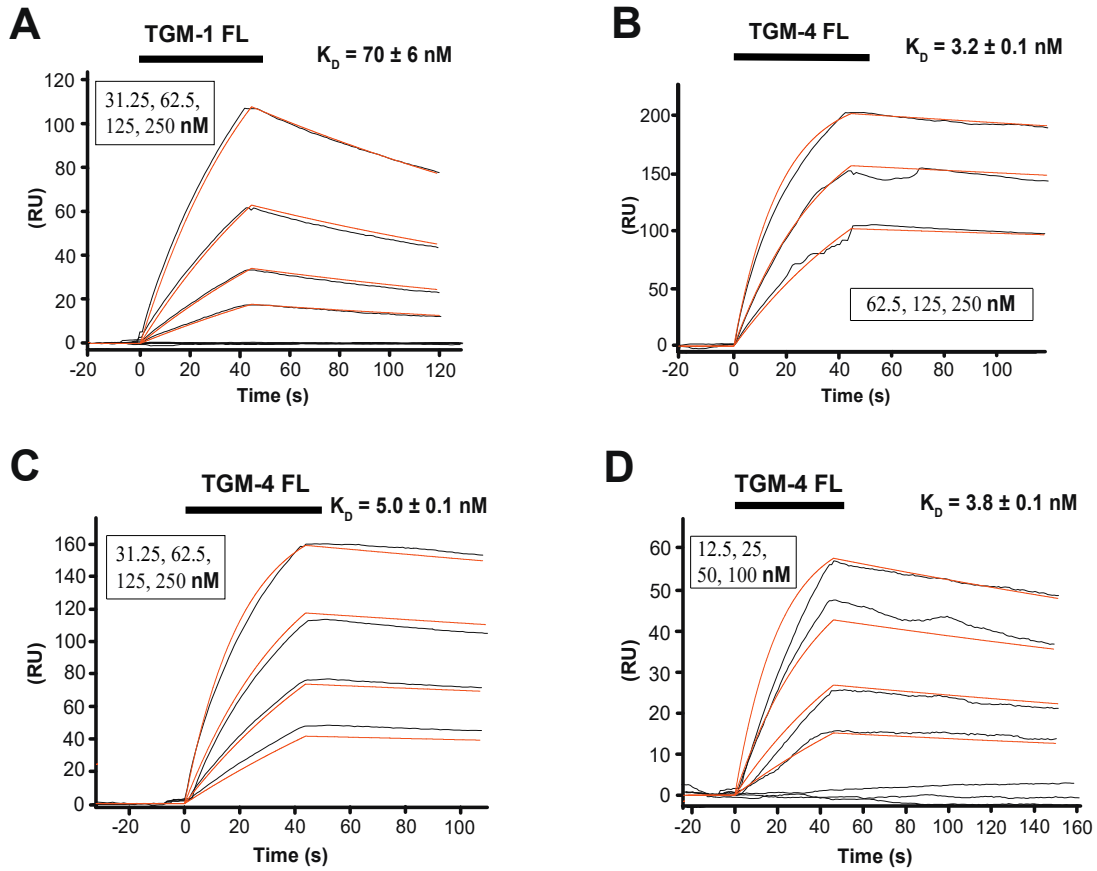 A
TGM-1 FL
K_D = 70 ± 6 nM
31.25, 62.5,
125, 250 nM
120
100
80
60
40
20
0
(RU)
-20 0 20 40 60 80 100 120
Time (s)
B
TGM-4 FL
K_D = 3.2 ± 0.1 nM
200
150
100
50
0
(RU)
62.5, 125, 250 nM
-20 0 20 40 60 80 100
Time (s)
C
TGM-4 FL
K_D = 5.0 ± 0.1 nM
31.25, 62.5,
125, 250 nM
160
140
120
100
80
60
40
20
0
(RU)
-20 0 20 40 60 80 100
Time (s)
D
TGM-4 FL
K_D = 3.8 ± 0.1 nM
12.5, 25,
50, 100 nM
60
50
40
30
20
10
0
(RU)
-20 0 20 40 60 80 100 120 140 160
Time (s)